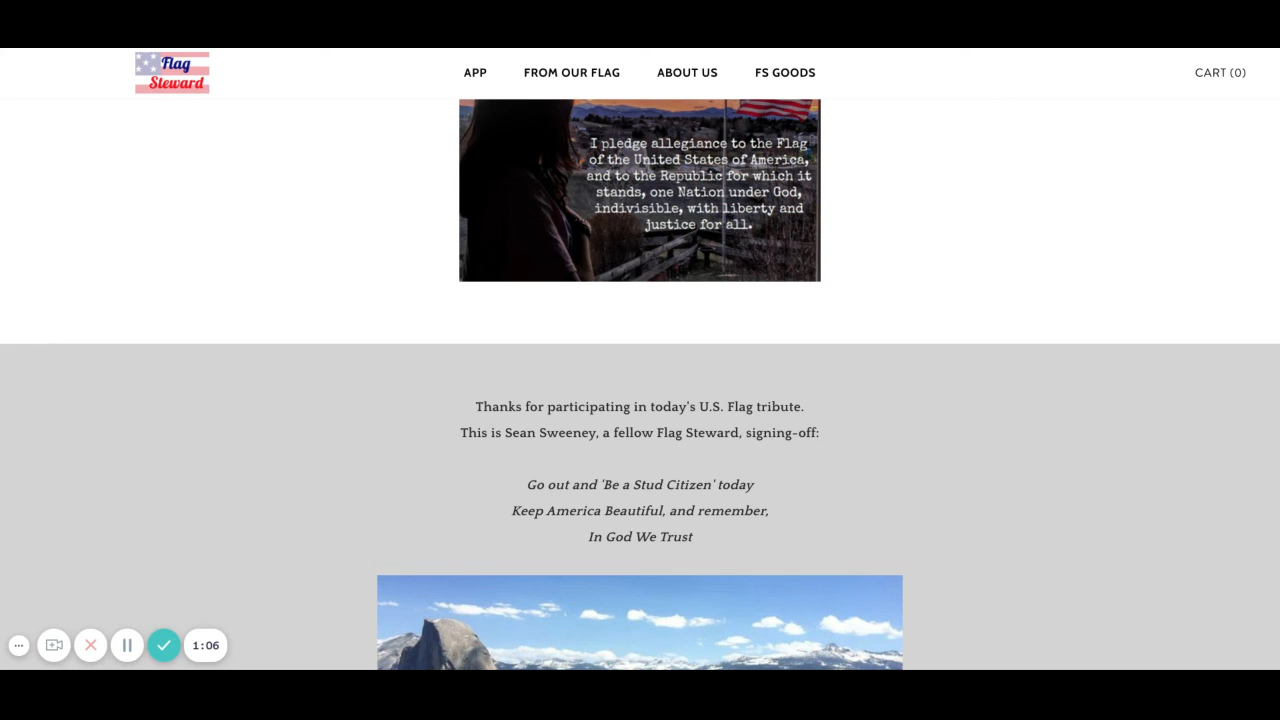 Flag
Steward
APP
FROM OUR FLAG
ABOUT US
FS GOODS
CART (0)
I pledge allegiance to the Flag
of the United States of America,
and to the Republic for which it
stands, one Nation under God,
indivisible, with liberty and
justice for all.
Thanks for participating in today's U.S. Flag tribute.
This is Sean Sweeney, a fellow Flag Steward, signing-off:
Go out and 'Be a Stud Citizen' today
Keep America Beautiful, and remember,
In God We Trust
1:06